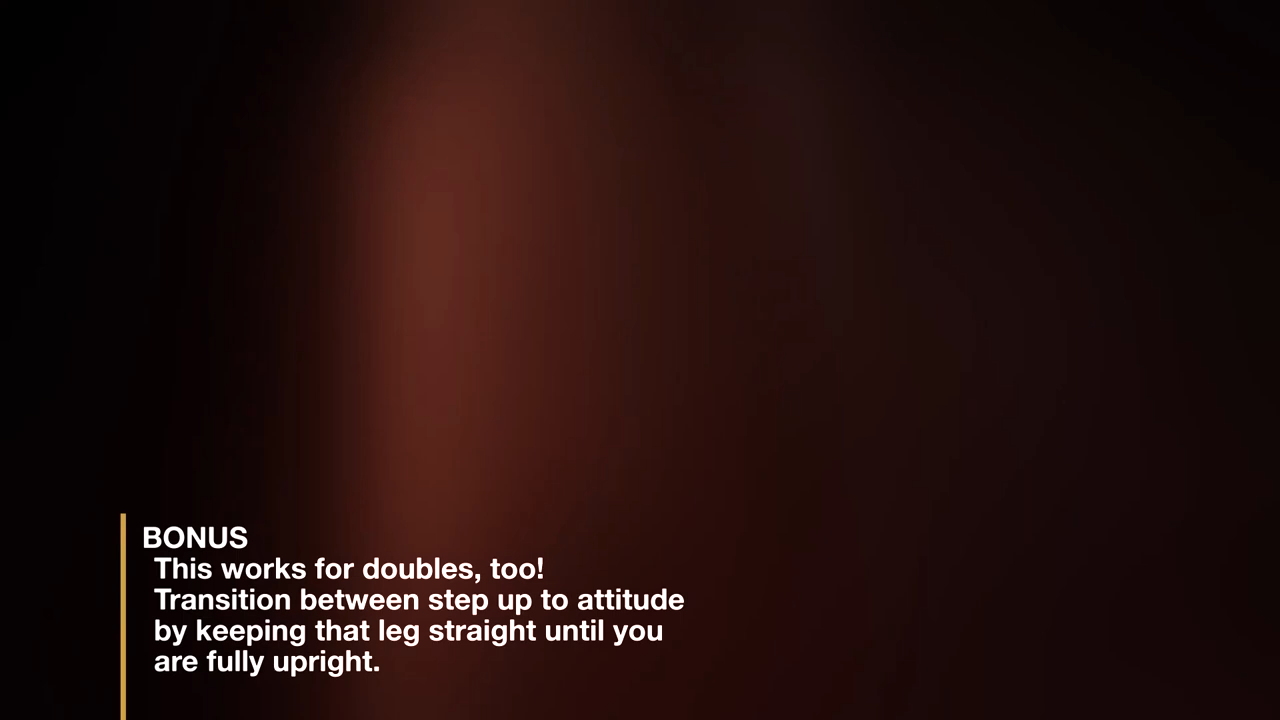 BONUS
This works for doubles, too!
Transition between step up to attitude
by keeping that leg straight until you
are fully upright.